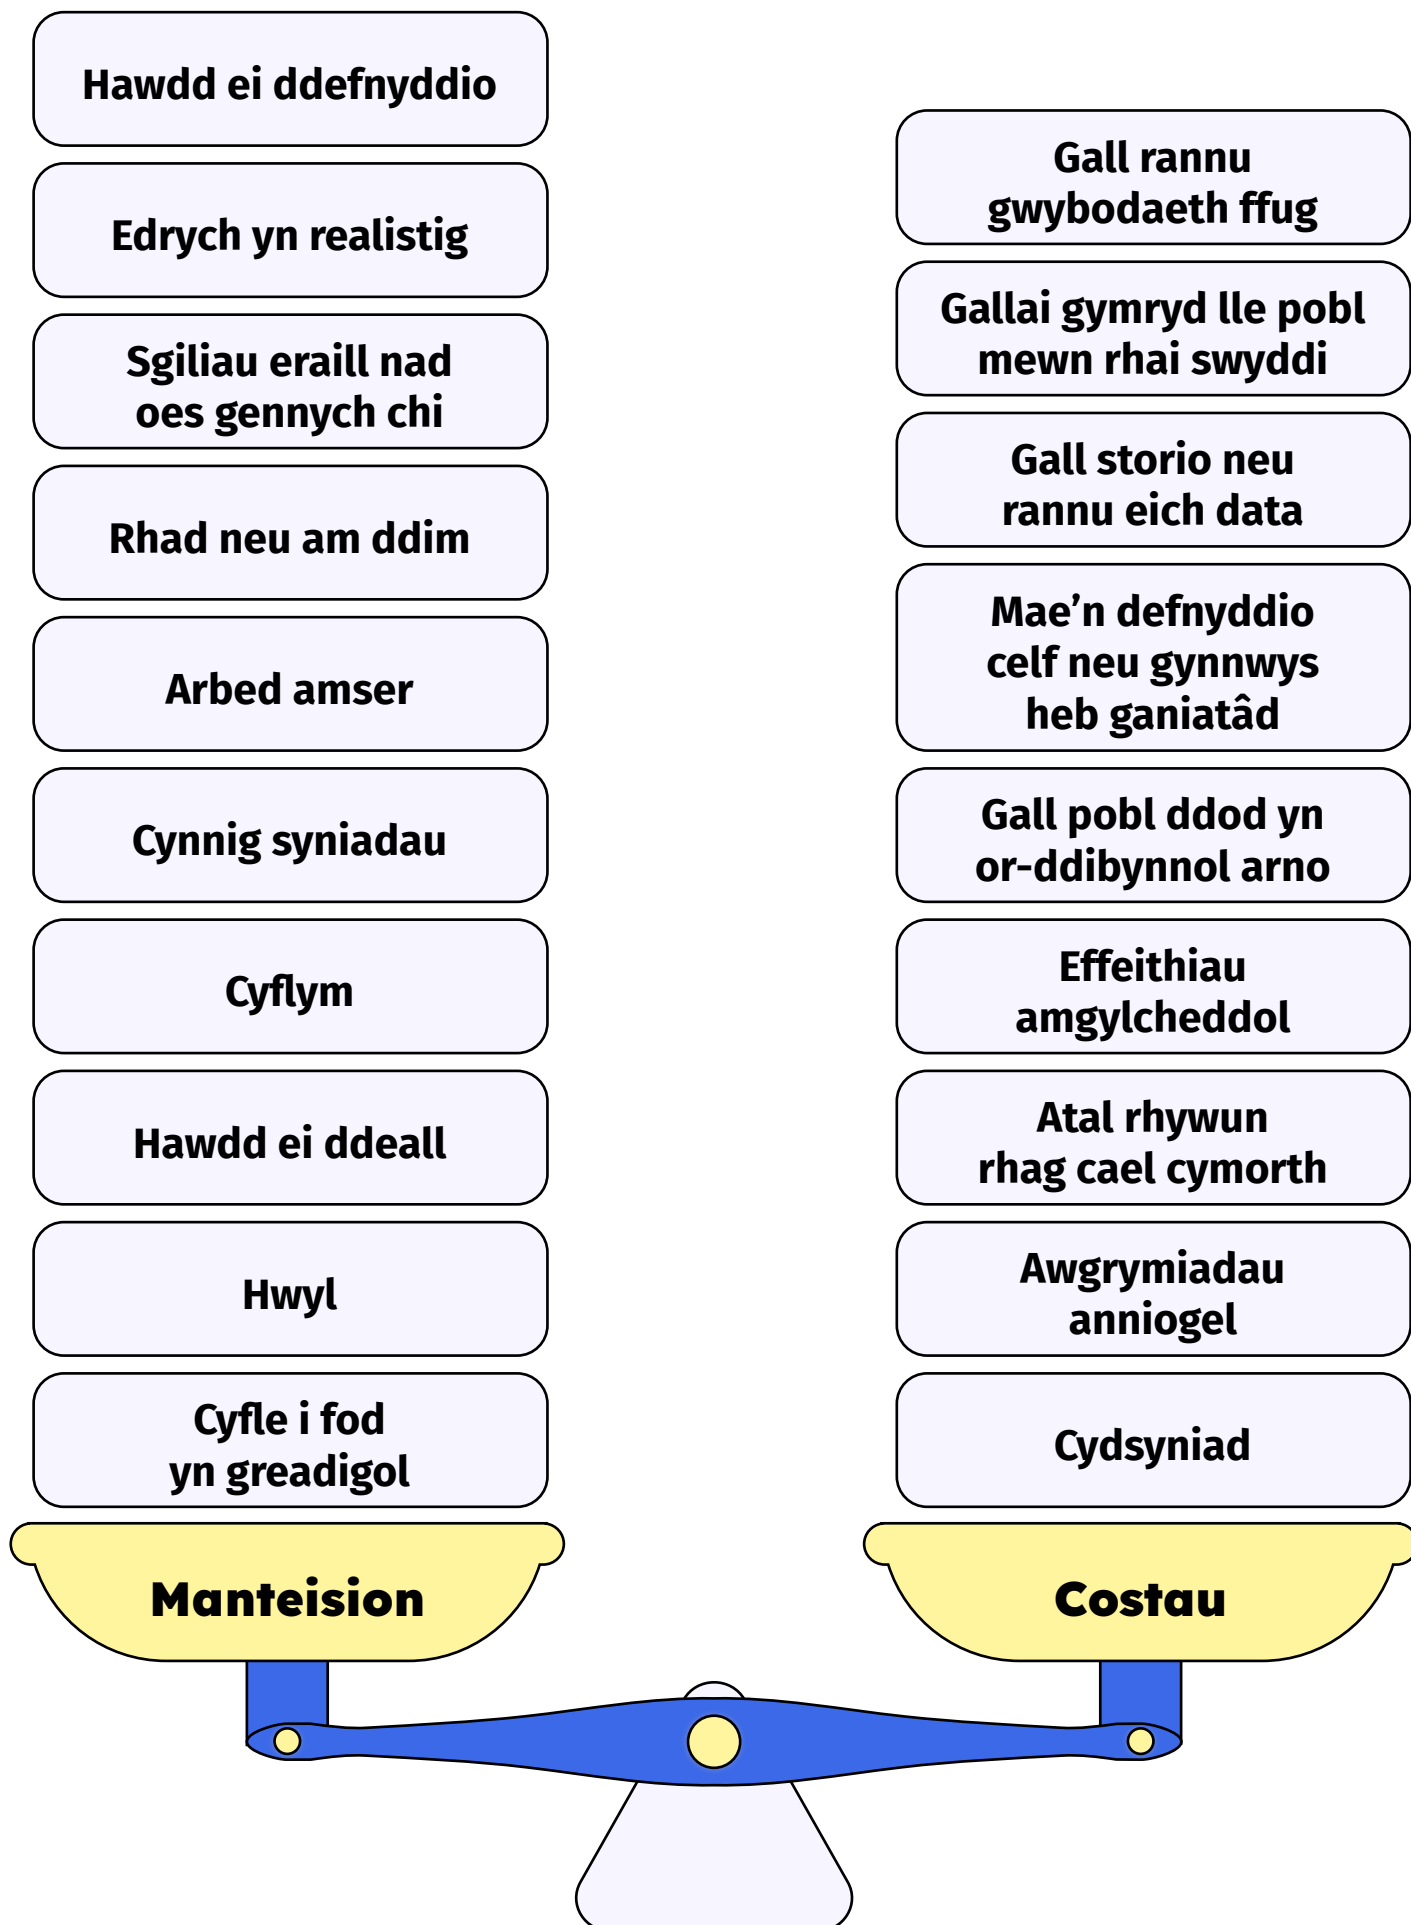 Hawdd ei ddefnyddio
Edrych yn realistig
Sgiliau eraill nad
oes gennych chi
Rhad neu am ddim
Arbed amser
Cynnig syniadau
Cyflym
Hawdd ei ddeall
Hwyl
Cyfle i fod
yn greadigol
Manteision
Gall rannu
gwybodaeth ffug
Gallai gymryd lle pobl
mewn rhai swyddi
Gall storio neu
rannu eich data
Mae’n defnyddio
celf neu gynnwys
heb ganiatâd
Gall pobl ddod yn
or-ddibynnol arno
Effeithiau
amgylcheddol
Atal rhywun
rhag cael cymorth
Awgrymiadau
anniogel
Cydsyniad
Costau